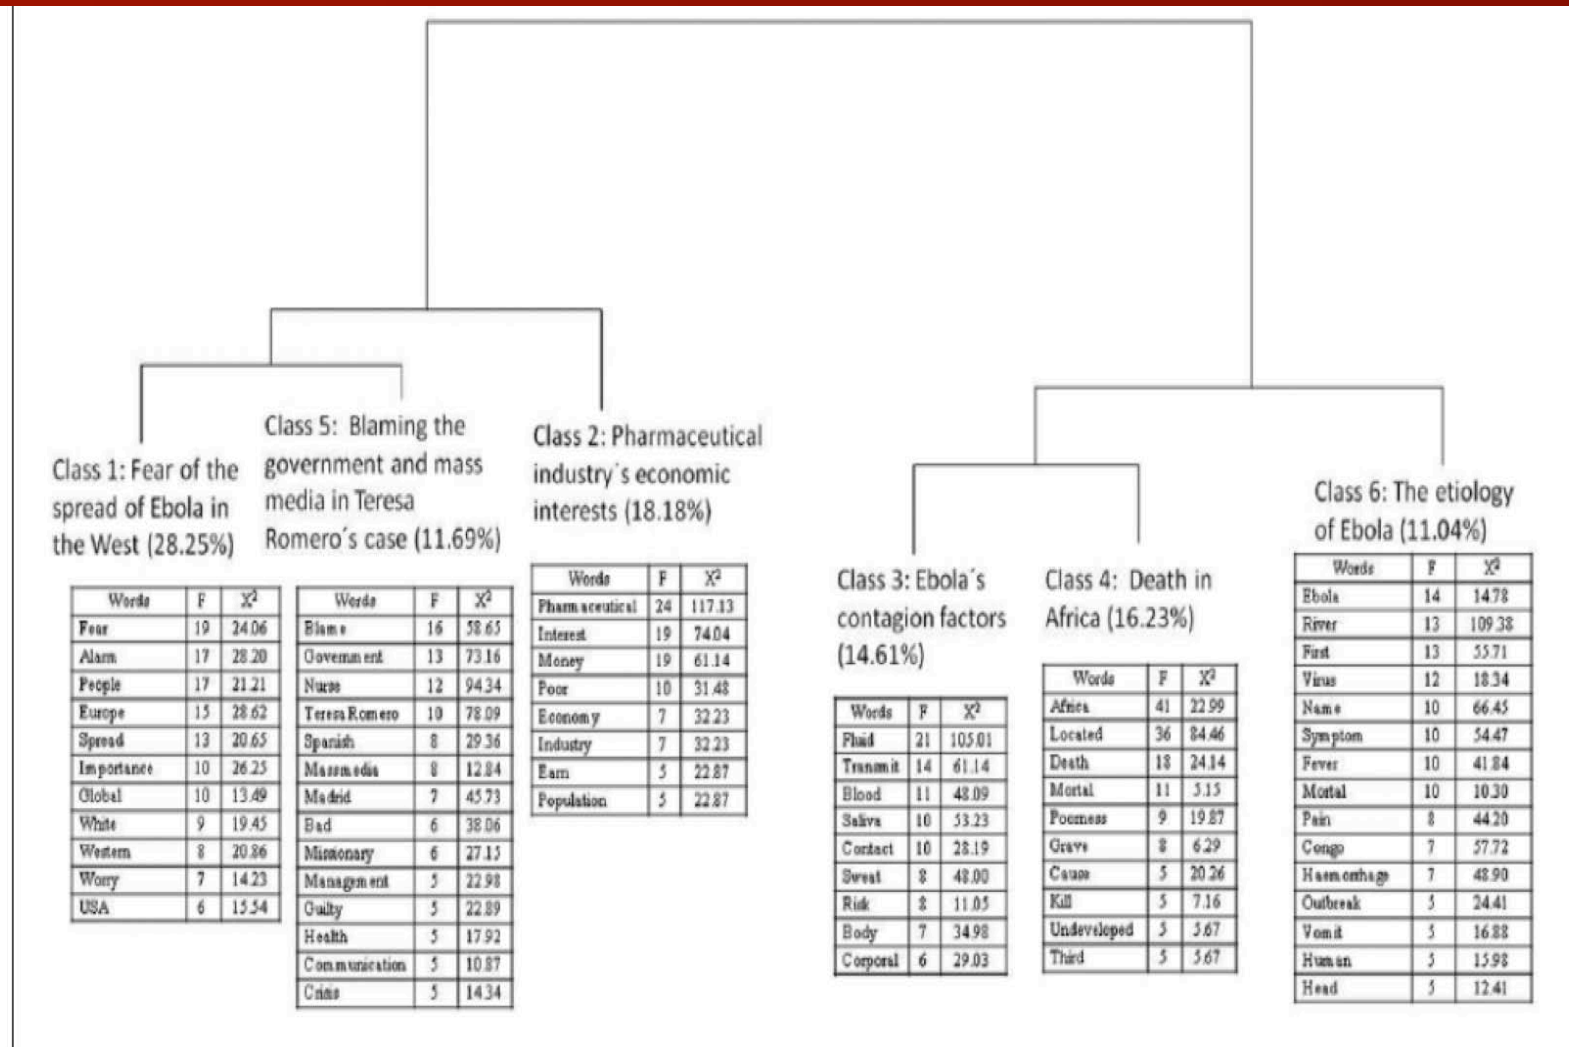 Class 1: Fear of the
spread of Ebola in
the West (28.25%)
Words F X²
Fear 19 24.06
Alarm 17 28.20
People 17 21.21
Europe 15 28.62
Spread 13 20.65
Importance 10 26.25
Global 10 13.49
White 9 19.45
Western 8 20.86
Worry 7 14.23
USA 6 15.54
Class 5: Blaming the
government and mass
media in Teresa
Romero´s case (11.69%)
Words F X²
Blame 16 58.65
Government 13 73.16
Nurse 12 94.34
Teresa Romero 10 78.09
Spanish 8 29.36
Massmedia 8 12.84
Madrid 7 45.73
Bad 6 38.06
Missionary 6 27.15
Management 5 22.98
Guilty 5 22.89
Health 5 17.92
Communication 5 10.87
Crisis 5 14.34
Class 2: Pharmaceutical
industry´s economic
interests (18.18%)
Words F X²
Pharmaceutical 24 117.13
Interest 19 74.04
Money 19 61.14
Poor 10 31.48
Economy 7 32.23
Industry 7 32.23
Earn 5 22.87
Population 5 22.87
Class 3: Ebola´s
contagion factors
(14.61%)
Words F X²
Fluid 21 105.01
Transmit 14 61.14
Blood 11 48.09
Saliva 10 53.23
Contact 10 28.19
Sweat 8 48.00
Risk 8 11.05
Body 7 34.98
Corporal 6 29.03
Class 4: Death in
Africa (16.23%)
Words F X²
Africa 41 22.99
Located 36 84.46
Death 18 24.14
Mortal 11 5.15
Poorness 9 19.87
Grave 8 6.29
Cause 5 20.26
Kill 5 7.16
Undeveloped 5 5.67
Third 5 5.67
Class 6: The etiology
of Ebola (11.04%)
Words F X²
Ebola 14 14.78
River 13 109.38
First 13 55.71
Virus 12 18.34
Name 10 66.45
Symptom 10 54.47
Fever 10 41.84
Mortal 10 10.30
Pain 8 44.20
Congo 7 57.72
Haemorrhage 7 48.90
Outbreak 5 24.41
Vomit 5 16.88
Human 5 15.98
Head 5 12.41